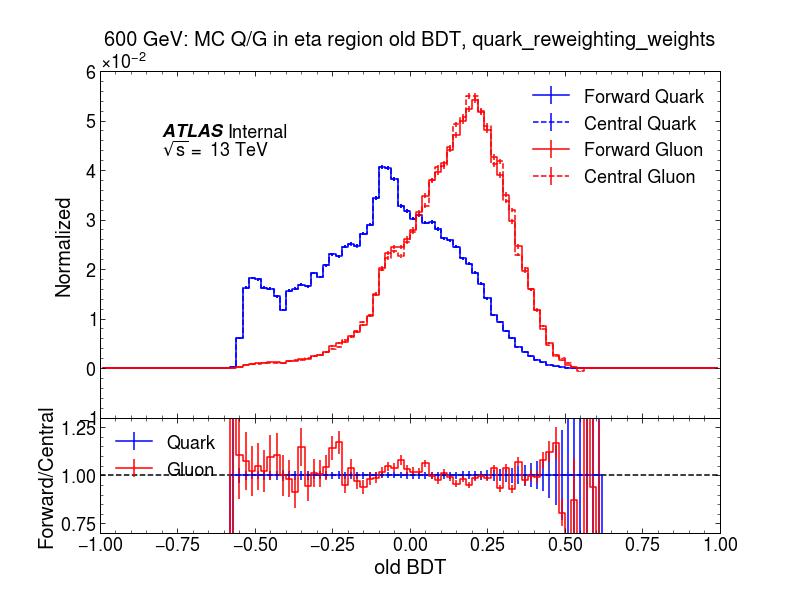 600 GeV: MC Q/G in eta region old BDT, quark_reweighting_weights
×10⁻²
6
5
4
3
2
1
0
−1
Normalized
ATLAS Internal
√s = 13 TeV
Forward Quark
Central Quark
Forward Gluon
Central Gluon
1.25
1.00
0.75
Forward/Central
Quark
Gluon
−1.00 −0.75 −0.50 −0.25 0.00 0.25 0.50 0.75 1.00
old BDT